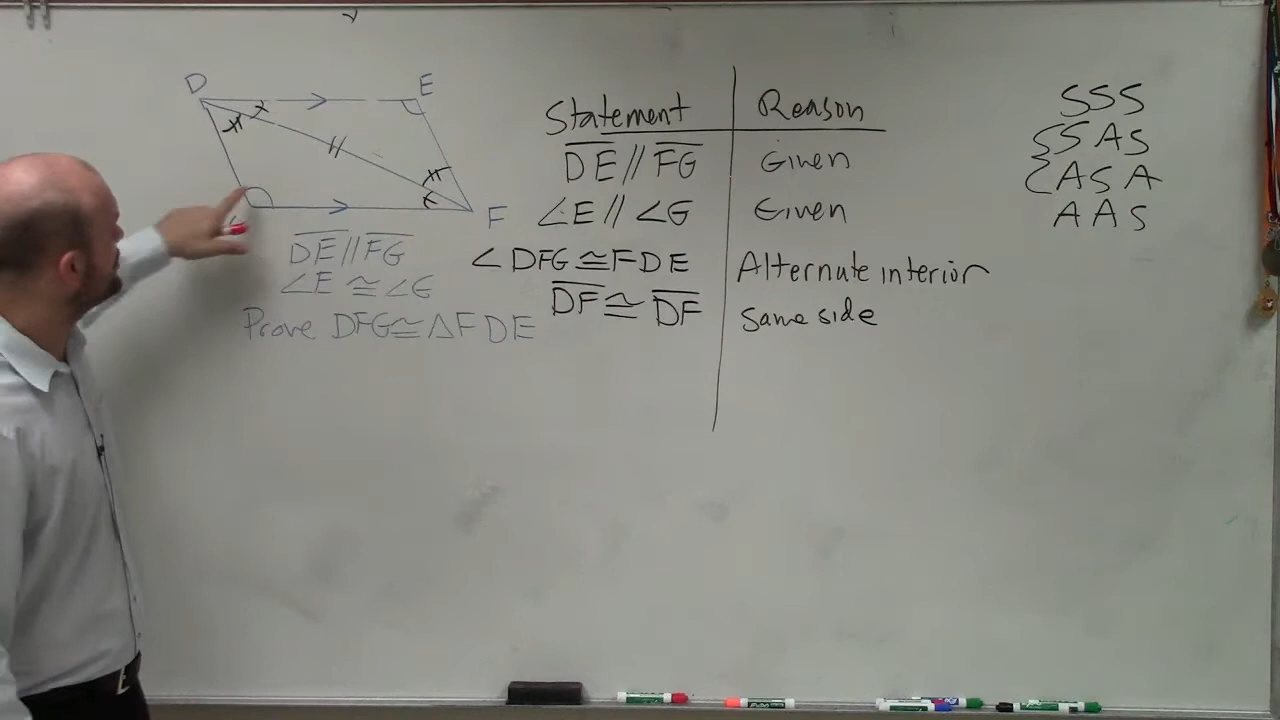 D
E
F
DE // FG
∠E ≅ ∠G
Prove DFG ≅ ΔFDE
Statement Reason
DE // FG Given
∠E // ∠G Given
∠DFG ≅ FDE Alternate interior
DF ≅ DF Same side
SSS
SAS
ASA
AAS